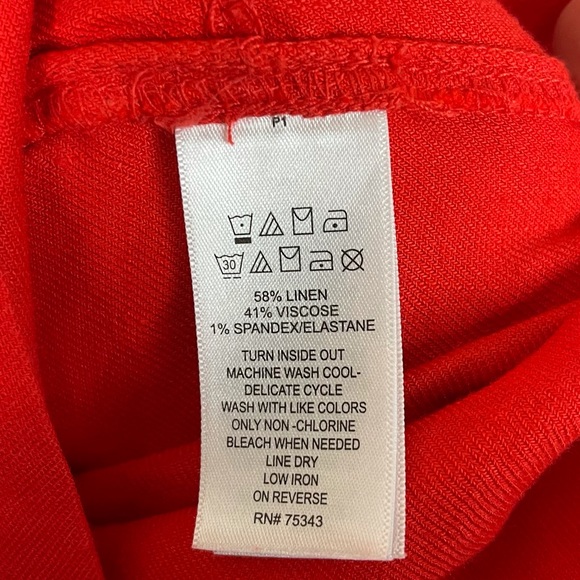 P1
30
58% LINEN
41% VISCOSE
1% SPANDEX/ELASTANE
TURN INSIDE OUT
MACHINE WASH COOL-
DELICATE CYCLE
WASH WITH LIKE COLORS
ONLY NON -CHLORINE
BLEACH WHEN NEEDED
LINE DRY
LOW IRON
ON REVERSE
RN# 75343